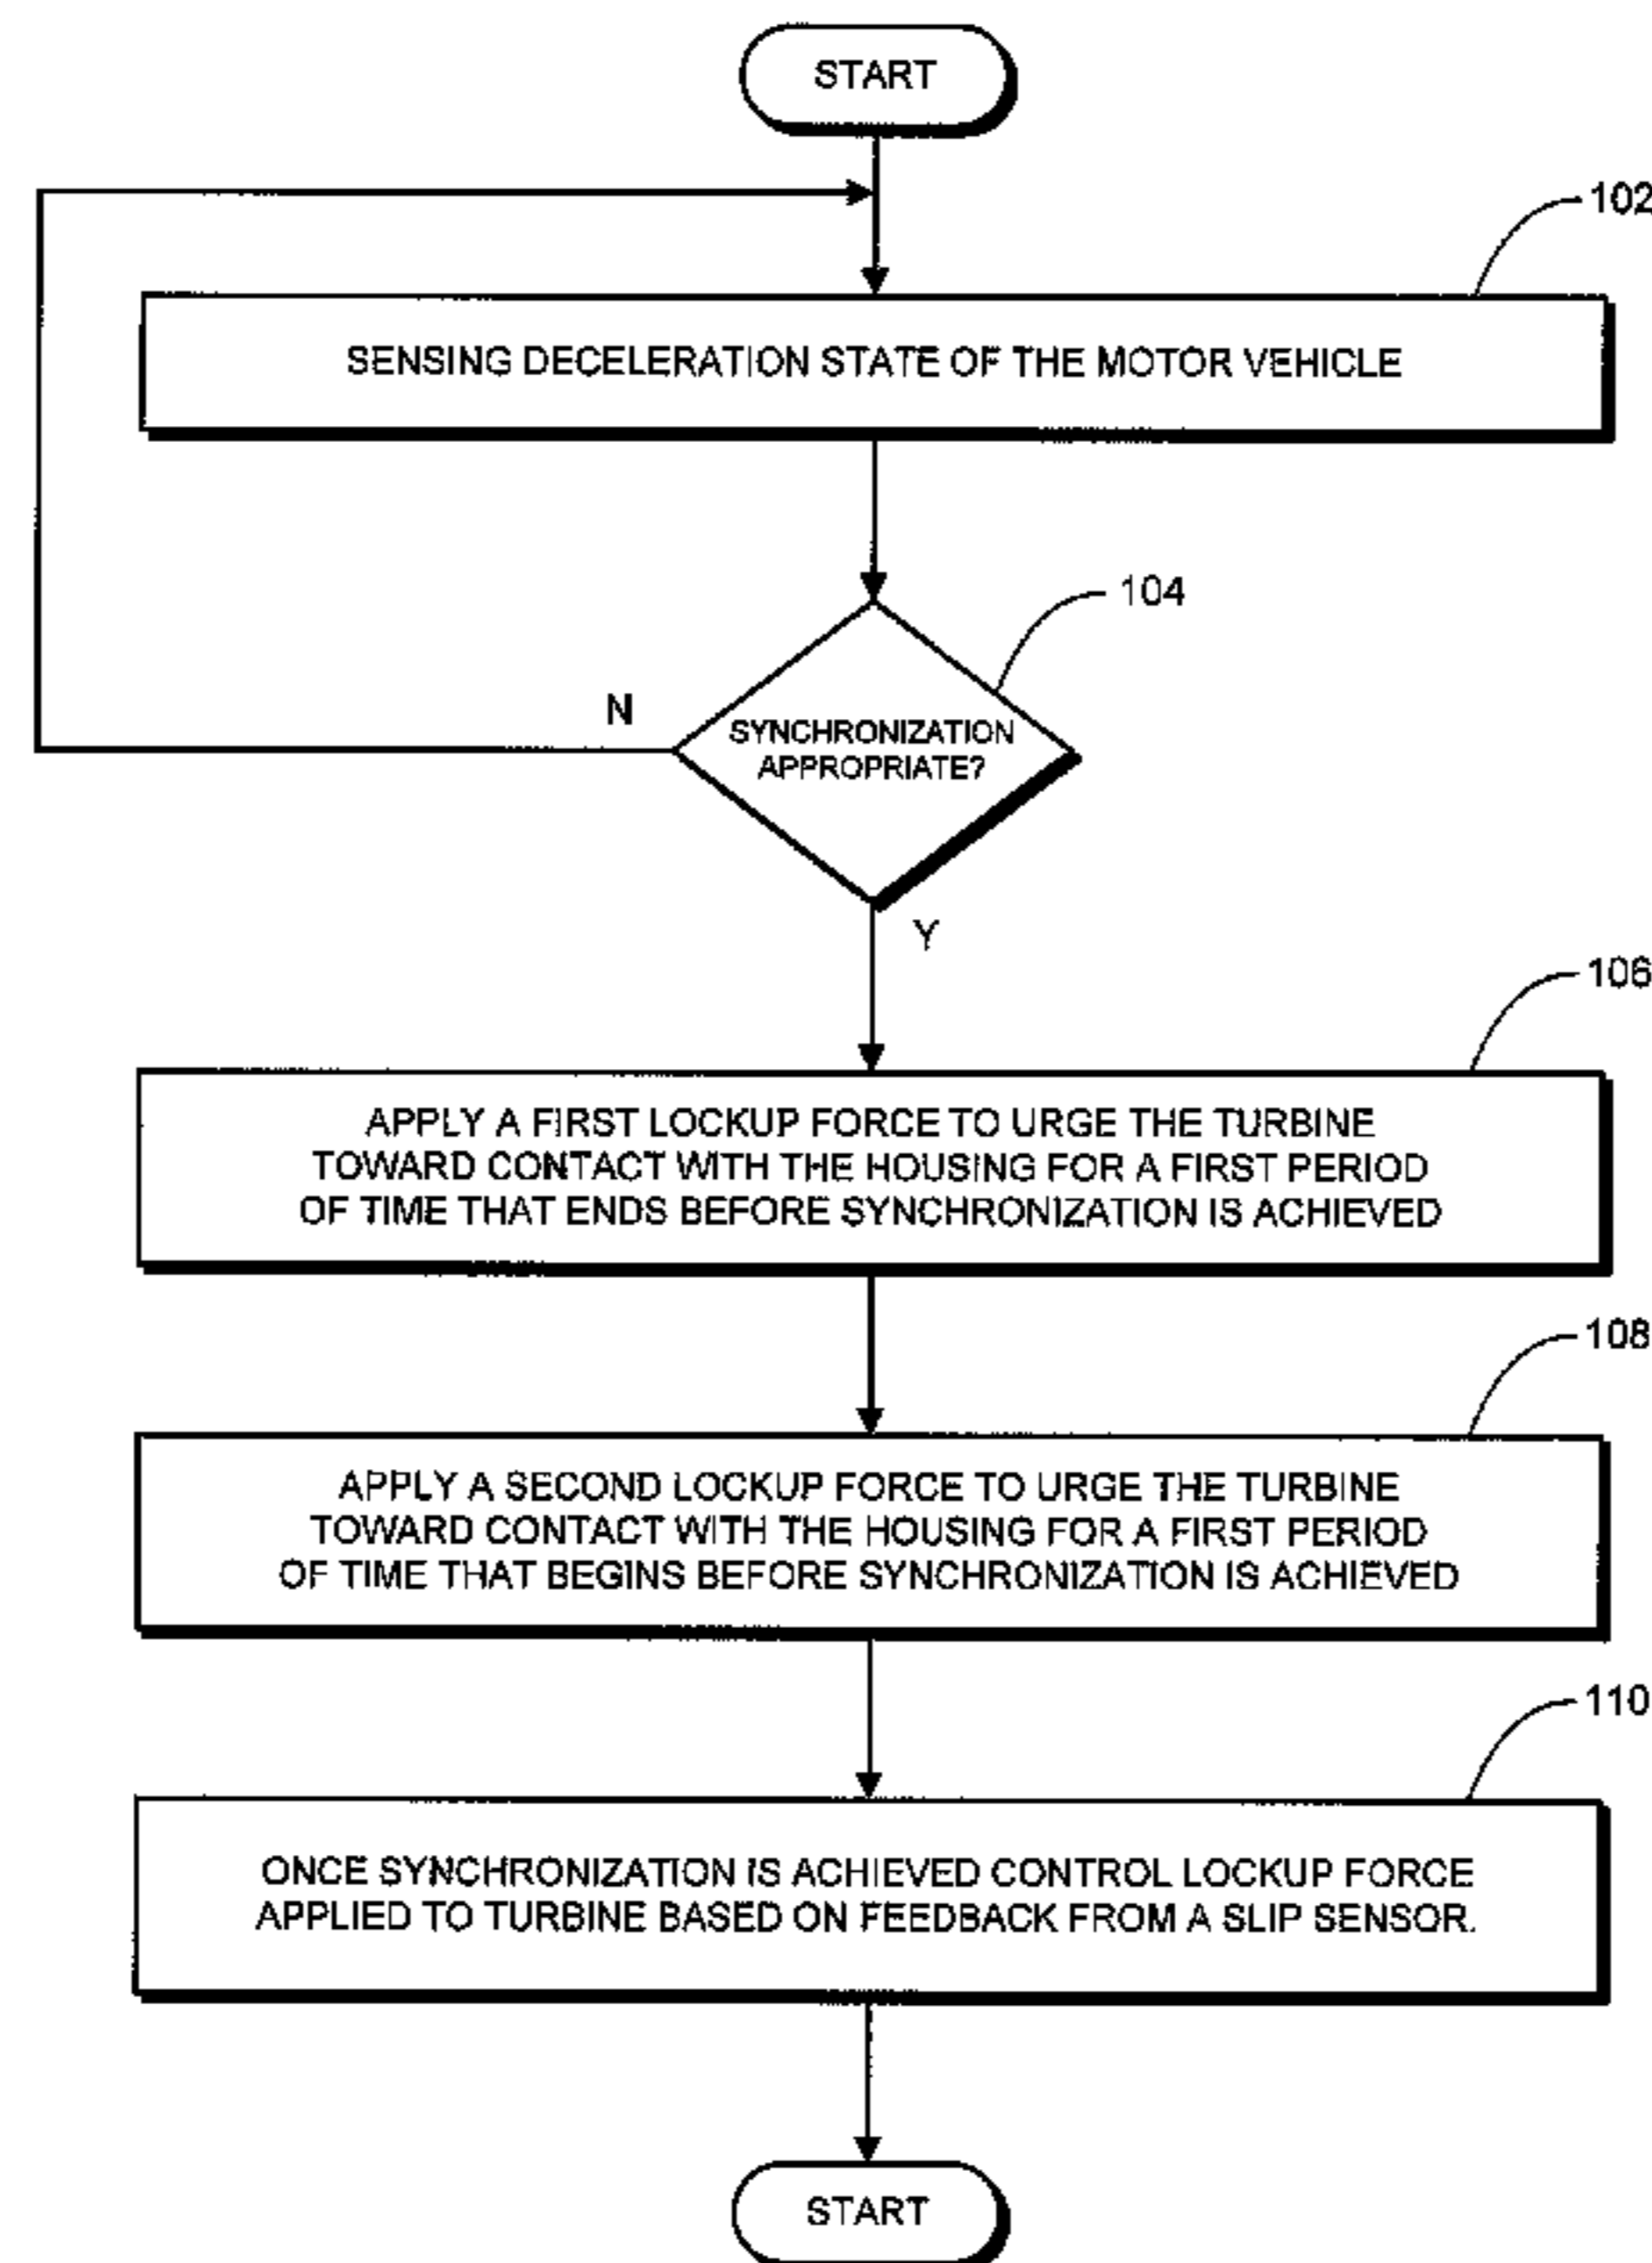 START
102
SENSING DECELERATION STATE OF THE MOTOR VEHICLE
104
N
SYNCHRONIZATION
APPROPRIATE?
Y
106
APPLY A FIRST LOCKUP FORCE TO URGE THE TURBINE
TOWARD CONTACT WITH THE HOUSING FOR A FIRST PERIOD
OF TIME THAT ENDS BEFORE SYNCHRONIZATION IS ACHIEVED
108
APPLY A SECOND LOCKUP FORCE TO URGE THE TURBINE
TOWARD CONTACT WITH THE HOUSING FOR A FIRST PERIOD
OF TIME THAT BEGINS BEFORE SYNCHRONIZATION IS ACHIEVED
110
ONCE SYNCHRONIZATION IS ACHIEVED CONTROL LOCKUP FORCE
APPLIED TO TURBINE BASED ON FEEDBACK FROM A SLIP SENSOR.
START